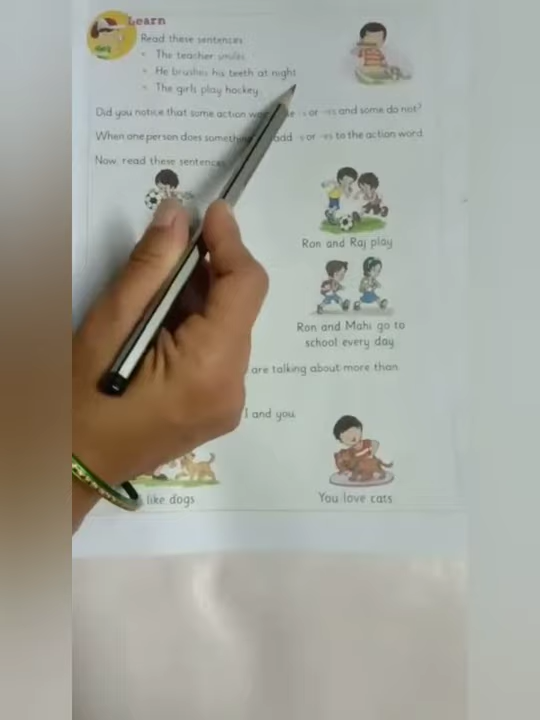 Learn
Read these sentences
• The teacher smiles
• He brushes his teeth at night
• The girls play hockey
Did you notice that some action or -es and some do not?
When one person does something add -s or -es to the action word.
Now, read these sentences
Ron and Raj play
Ron and Mahi go to
school every day
are talking about more than
I and you.
like dogs
You love cats